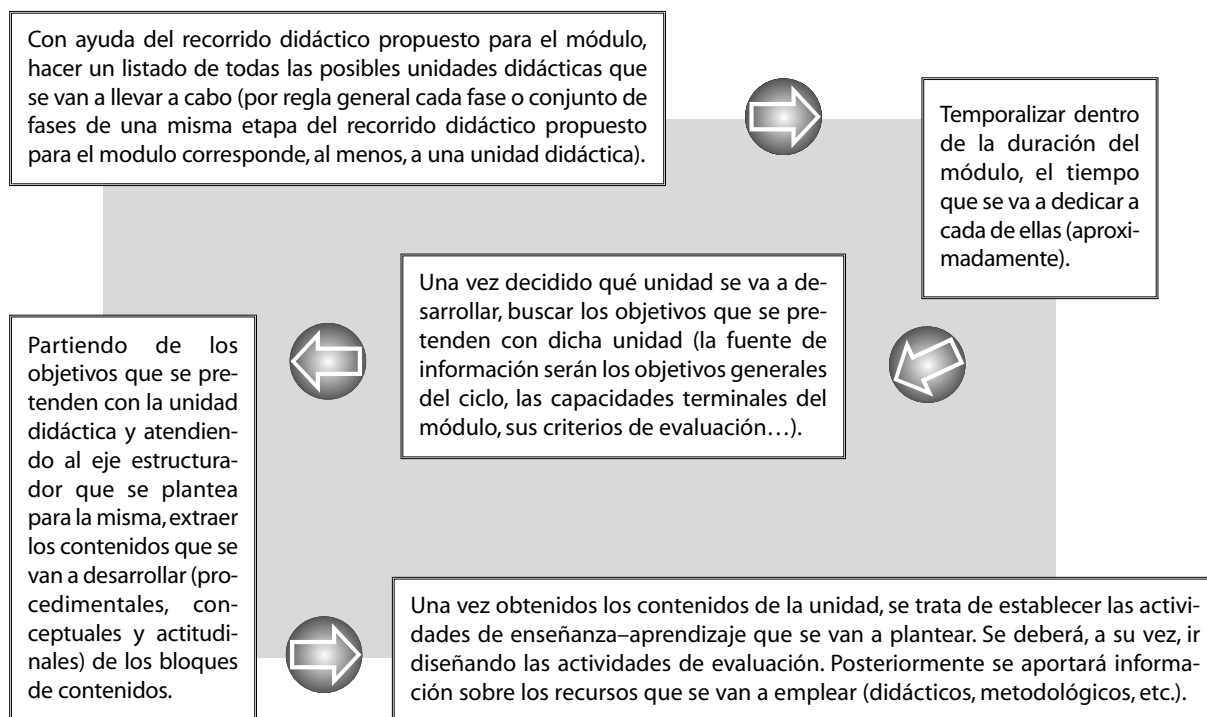 Con ayuda del recorrido didáctico propuesto para el módulo,
hacer un listado de todas las posibles unidades didácticas que
se van a llevar a cabo (por regla general cada fase o conjunto de
fases de una misma etapa del recorrido didáctico propuesto
para el modulo corresponde, al menos, a una unidad didáctica).
Temporalizar dentro
de la duración del
módulo, el tiempo
que se va a dedicar a
cada de ellas (aproxi-
madamente).
Una vez decidido qué unidad se va a de-
sarrollar, buscar los objetivos que se pre-
tenden con dicha unidad (la fuente de
información serán los objetivos generales
del ciclo, las capacidades terminales del
módulo, sus criterios de evaluación…).
Partiendo de los
objetivos que se pre-
tenden con la unidad
didáctica y atendien-
do al eje estructura-
dor que se plantea
para la misma, extraer
los contenidos que se
van a desarrollar (pro-
cedimentales, con-
ceptuales y actitudi-
nales) de los bloques
de contenidos.
Una vez obtenidos los contenidos de la unidad, se trata de establecer las activi-
dades de enseñanza–aprendizaje que se van a plantear. Se deberá, a su vez, ir
diseñando las actividades de evaluación. Posteriormente se aportará informa-
ción sobre los recursos que se van a emplear (didácticos, metodológicos, etc.).